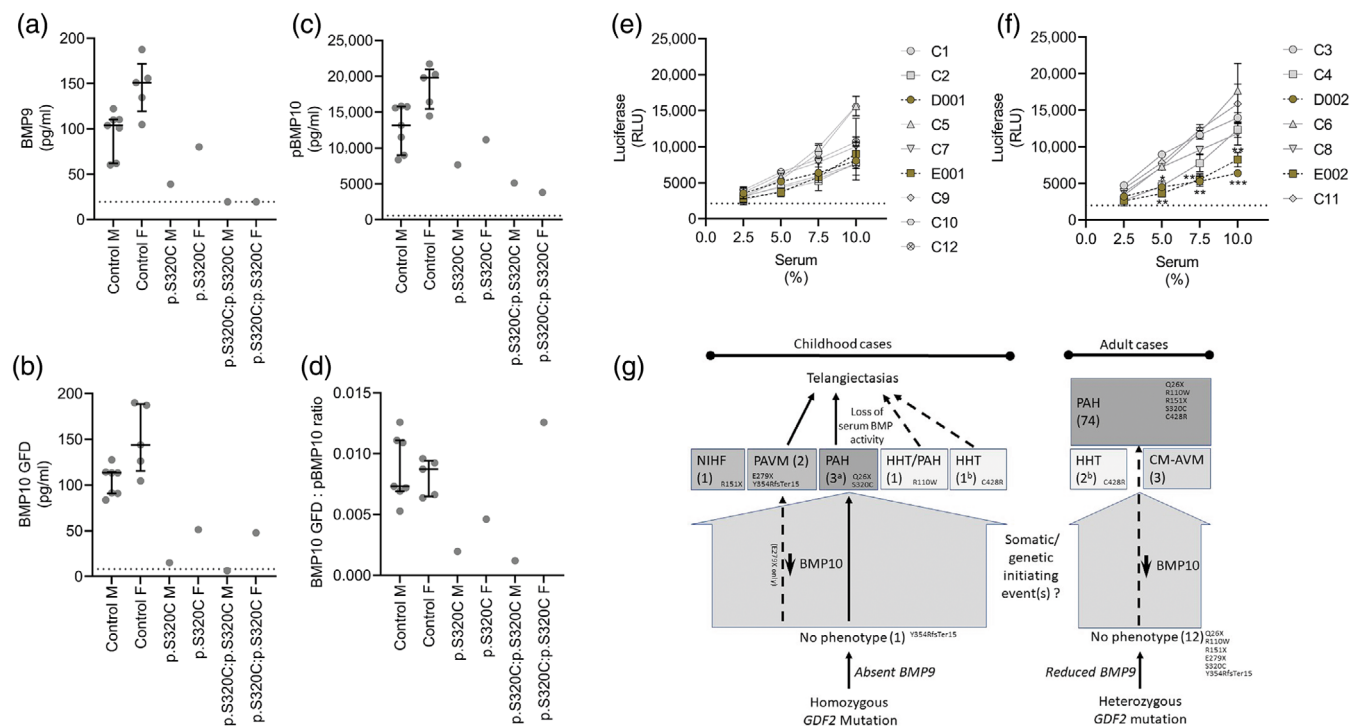 (a)
200
150
100
50
0
BMP9
(pg/ml)
Control M
Control F
p.S320C M
p.S320C F
p.S320C:p.S320C M
p.S320C:p.S320C F
(c)
25,000
20,000
15,000
10,000
5000
0
pBMP10
(pg/ml)
Control M
Control F
p.S320C M
p.S320C F
p.S320C:p.S320C M
p.S320C:p.S320C F
(e)
25,000
20,000
15,000
10,000
5000
0
Luciferase
(RLU)
0.0 2.5 5.0 7.5 10.0
Serum
(%)
C1
C2
D001
C5
C7
E001
C9
C10
C12
(f)
25,000
20,000
15,000
10,000
5000
0
Luciferase
(RLU)
0.0 2.5 5.0 7.5 10.0
Serum
(%)
C3
C4
D002
C6
C8
E002
C11
(b)
200
150
100
50
0
BMP10 GFD
(pg/ml)
Control M
Control F
p.S320C M
p.S320C F
p.S320C:p.S320C M
p.S320C:p.S320C F
(d)
0.015
0.010
0.005
0.000
BMP10 GFD : pBMP10 ratio
Control M
Control F
p.S320C M
p.S320C F
p.S320C:p.S320C M
p.S320C:p.S320C F
(g)
Childhood cases
Telangiectasias
Loss of
serum BMP
activity
NIHF
(1) R151X
PAVM (2)
E279X
Y354RfsTer15
PAH
(3ᵃ) Q26X
S320C
HHT/PAH
(1) R110W
HHT
(1ᵇ) C428R
(E279X only)
BMP10
No phenotype (1) Y354RfsTer15
Absent BMP9
Homozygous
GDF2 Mutation
Somatic/
genetic
initiating
event(s) ?
Adult cases
PAH
(74)
Q26X
R110W
R151X
S320C
C428R
HHT
(2ᵇ) C428R
CM-AVM
(3)
BMP10
No phenotype (12)
Q26X
R110W
R151X
E279X
S320C
Y354RfsTer15
Reduced BMP9
Heterozygous
GDF2 mutation